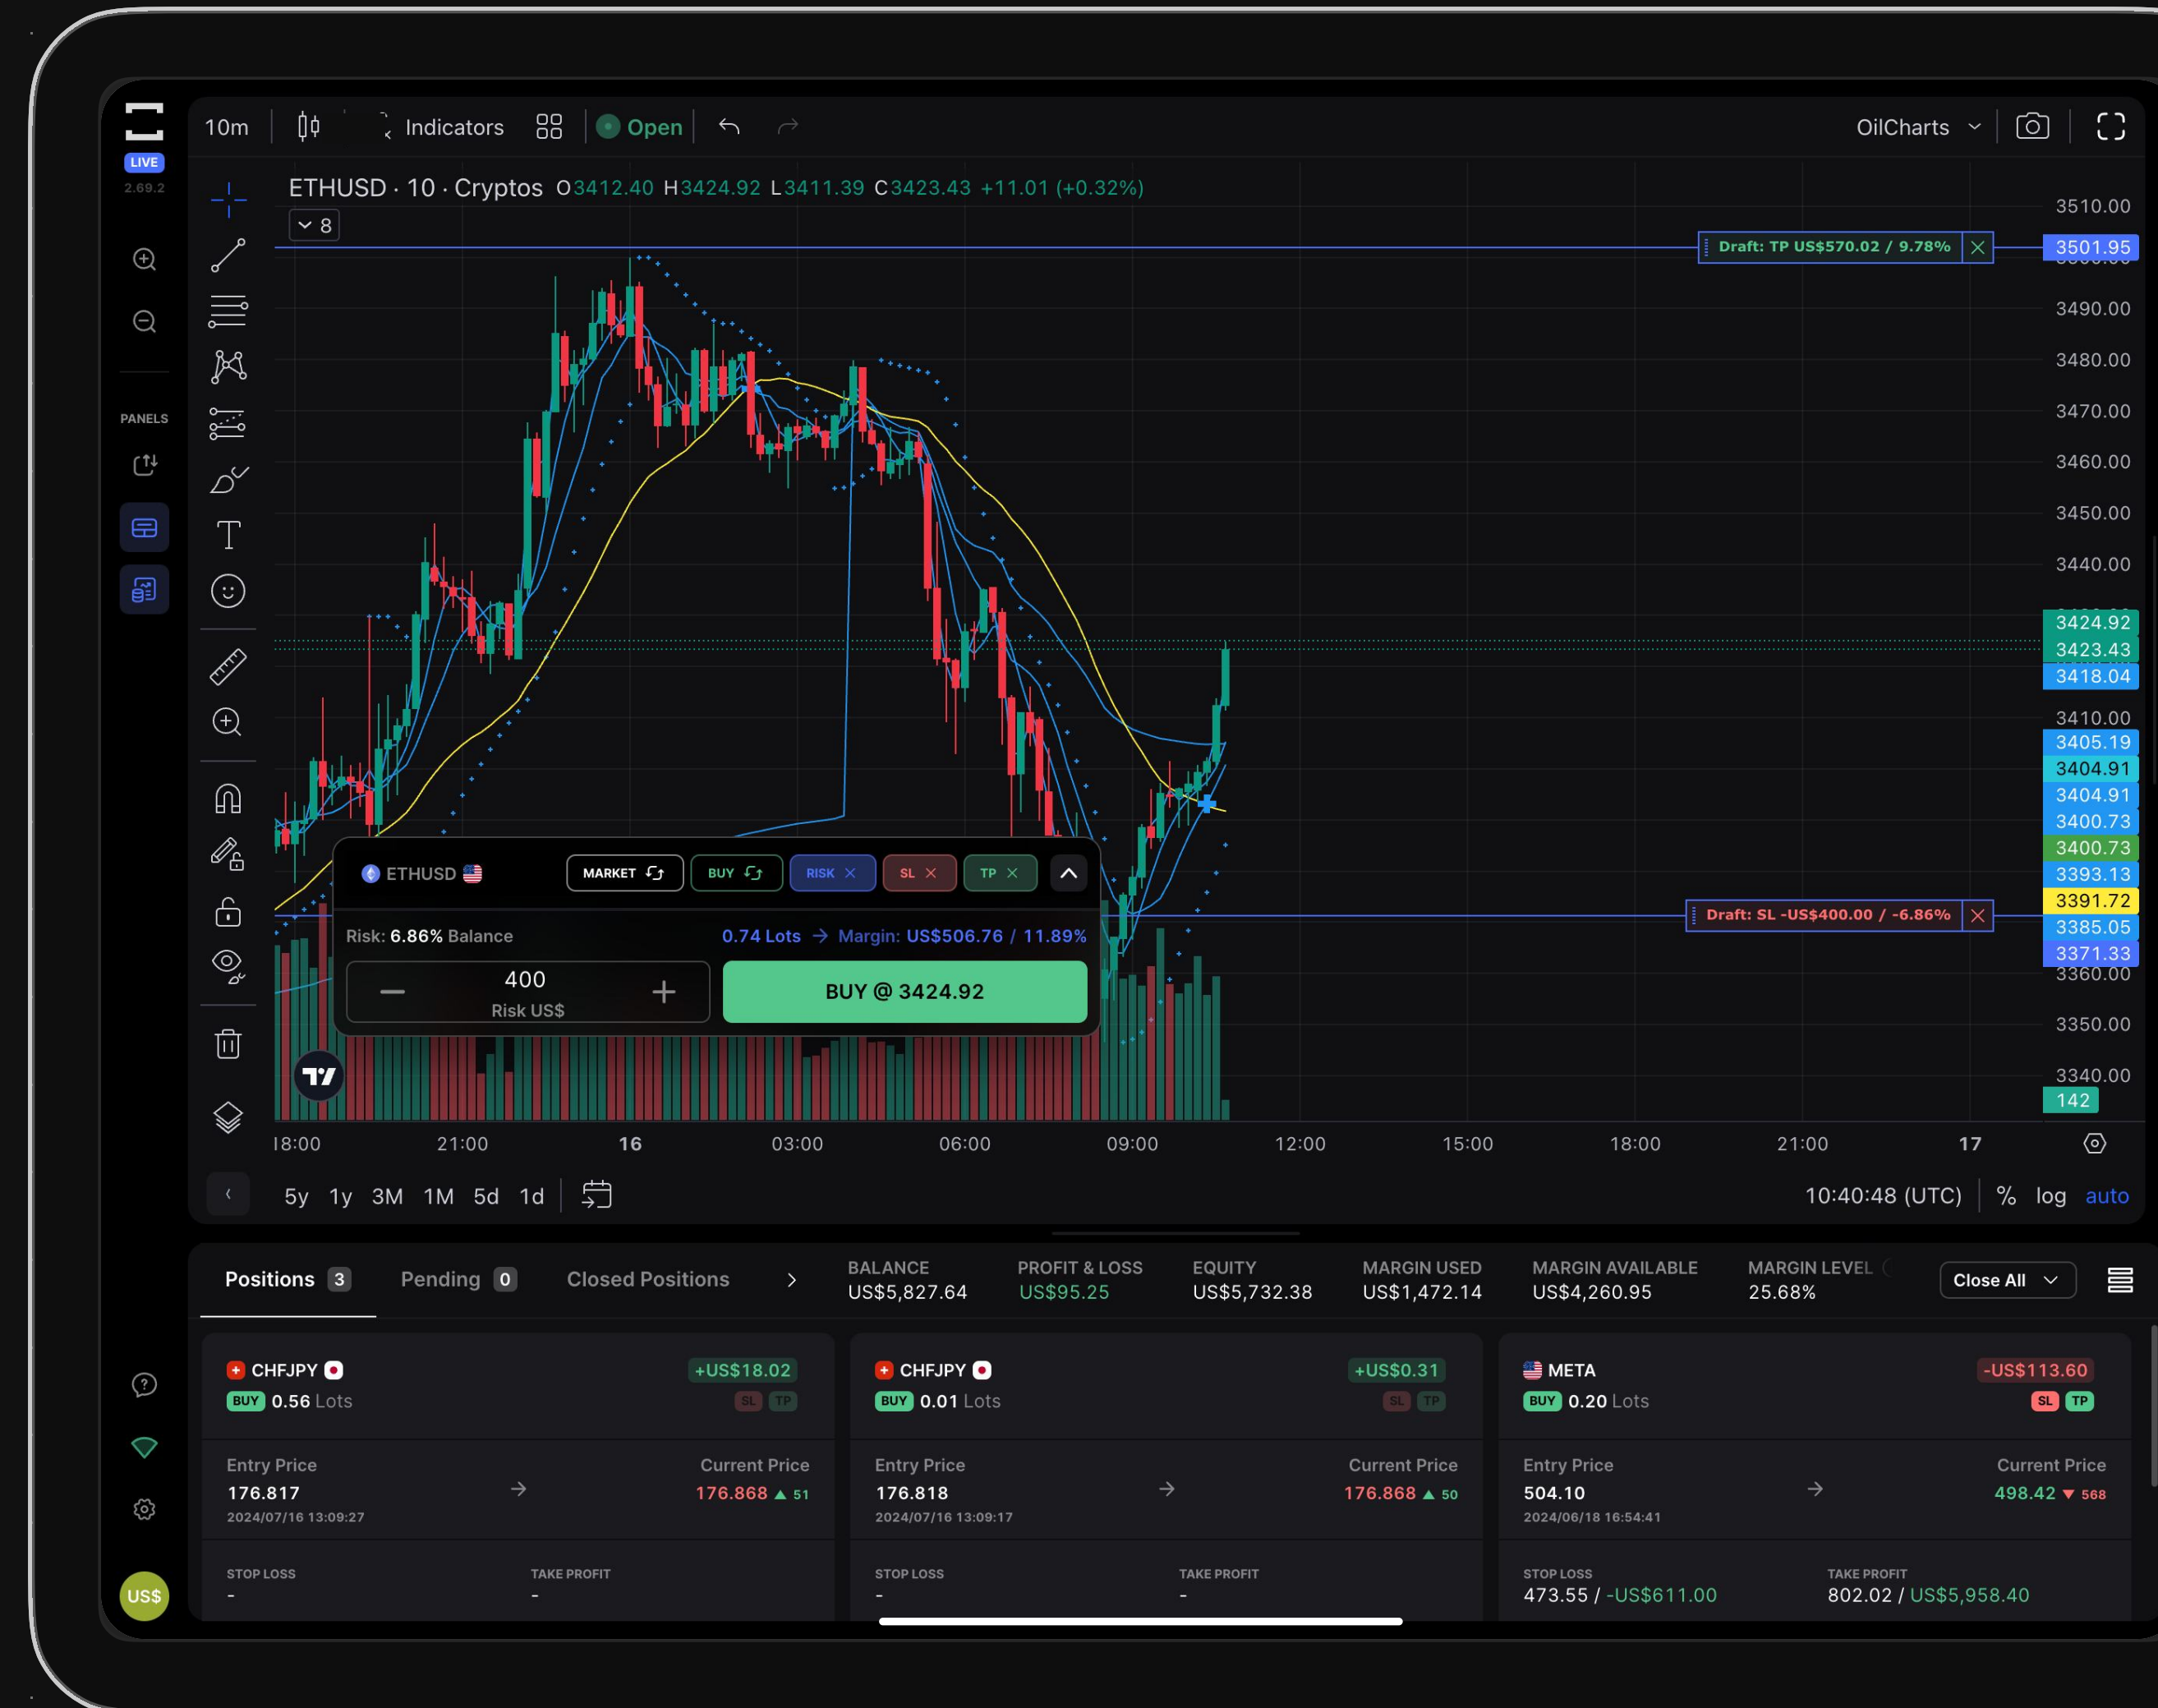 10m Indicators Open OilCharts
LIVE
2.69.2
ETHUSD · 10 · Cryptos O3412.40 H3424.92 L3411.39 C3423.43 +11.01 (+0.32%)
8
3510.00
Draft: TP US$570.02 / 9.78%
3501.95
3490.00
3480.00
3470.00
3460.00
3450.00
3440.00
3424.92
3423.43
3418.04
3410.00
3405.19
3404.91
3404.91
3400.73
3400.73
3393.13
3391.72
3385.05
3371.33
3360.00
3350.00
3340.00
142
PANELS
ETHUSD MARKET BUY RISK SL TP
Draft: SL -US$400.00 / -6.86%
Risk: 6.86% Balance 0.74 Lots → Margin: US$506.76 / 11.89%
400
Risk US$
BUY @ 3424.92
18:00 21:00 16 03:00 06:00 09:00 12:00 15:00 18:00 21:00 17
5y 1y 3M 1M 5d 1d 10:40:48 (UTC) % log auto
Positions 3 Pending 0 Closed Positions
BALANCE
US$5,827.64
PROFIT & LOSS
US$95.25
EQUITY
US$5,732.38
MARGIN USED
US$1,472.14
MARGIN AVAILABLE
US$4,260.95
MARGIN LEVEL
25.68%
Close All
CHFJPY +US$18.02
BUY 0.56 Lots SL TP
Entry Price Current Price
176.817 → 176.868 ▲ 51
2024/07/16 13:09:27
STOP LOSS TAKE PROFIT
- -
CHFJPY +US$0.31
BUY 0.01 Lots SL TP
Entry Price Current Price
176.818 → 176.868 ▲ 50
2024/07/16 13:09:17
STOP LOSS TAKE PROFIT
- -
META -US$113.60
BUY 0.20 Lots SL TP
Entry Price Current Price
504.10 → 498.42 ▼ 568
2024/06/18 16:54:41
STOP LOSS TAKE PROFIT
473.55 / -US$611.00 802.02 / US$5,958.40
US$